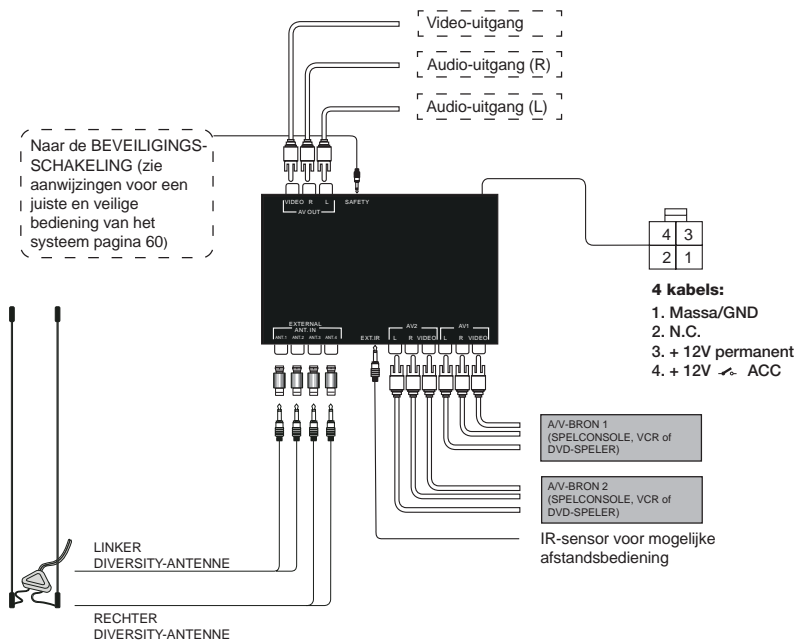 Video-uitgang
Audio-uitgang (R)
Audio-uitgang (L)
Naar de BEVEILIGINGS-
SCHAKELING (zie
aanwijzingen voor een
juiste en veilige
bediening van het
systeem pagina 60)
VIDEO R L SAFETY
AV OUT
4 3
2 1
4 kabels:
1. Massa/GND
2. N.C.
3. + 12V permanent
4. + 12V ACC
EXTERNAL
ANT. IN
ANT.1 ANT.2 ANT.3 ANT.4
EXT.IR
AV2 AV1
L R VIDEO L R VIDEO
A/V-BRON 1
(SPELCONSOLE, VCR of
DVD-SPELER)
A/V-BRON 2
(SPELCONSOLE, VCR of
DVD-SPELER)
IR-sensor voor mogelijke
afstandsbediening
LINKER
DIVERSITY-ANTENNE
RECHTER
DIVERSITY-ANTENNE